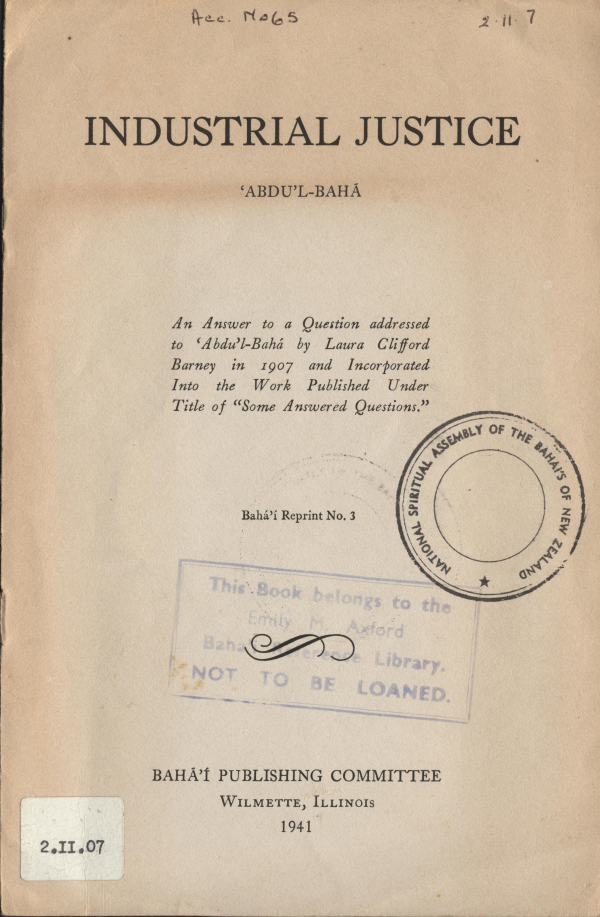 Acc. No65 2.11.7
INDUSTRIAL JUSTICE
‘ABDU’L-BAHÁ
An Answer to a Question addressed
to ‘Abdu’l-Bahá by Laura Clifford
Barney in 1907 and Incorporated
Into the Work Published Under
Title of “Some Answered Questions.”
NATIONAL SPIRITUAL ASSEMBLY OF THE BAHÁ'ÍS OF NEW ZEALAND
Bahá’í Reprint No. 3
This Book belongs to the
Emily M. Axford
Reference Library.
NOT TO BE LOANED.
BAHÁ’Í PUBLISHING COMMITTEE
WILMETTE, ILLINOIS
1941
2.II.07